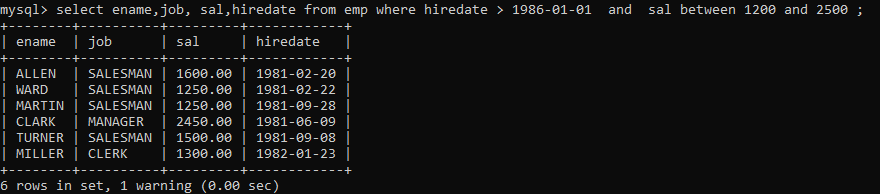 mysql> select ename,job, sal,hiredate from emp where hiredate > 1986-01-01  and  sal between 1200 and 2500 ;
+--------+----------+---------+------------+
| ename  | job      | sal     | hiredate   |
+--------+----------+---------+------------+
| ALLEN  | SALESMAN | 1600.00 | 1981-02-20 |
| WARD   | SALESMAN | 1250.00 | 1981-02-22 |
| MARTIN | SALESMAN | 1250.00 | 1981-09-28 |
| CLARK  | MANAGER  | 2450.00 | 1981-06-09 |
| TURNER | SALESMAN | 1500.00 | 1981-09-08 |
| MILLER | CLERK    | 1300.00 | 1982-01-23 |
+--------+----------+---------+------------+
6 rows in set, 1 warning (0.00 sec)